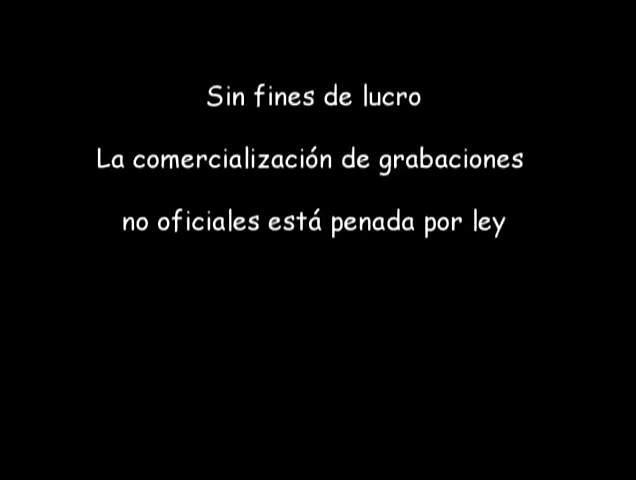 Sin fines de lucro
La comercialización de grabaciones
no oficiales está penada por ley